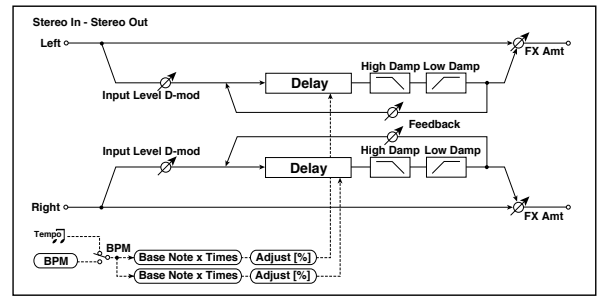 Stereo In - Stereo Out
Left
FX Amt
High Damp Low Damp
Delay
Input Level D-mod
Feedback
Input Level D-mod
High Damp Low Damp
Delay
Right
FX Amt
Tempo
BPM
BPM
Base Note x Times Adjust [%]
Base Note x Times Adjust [%]